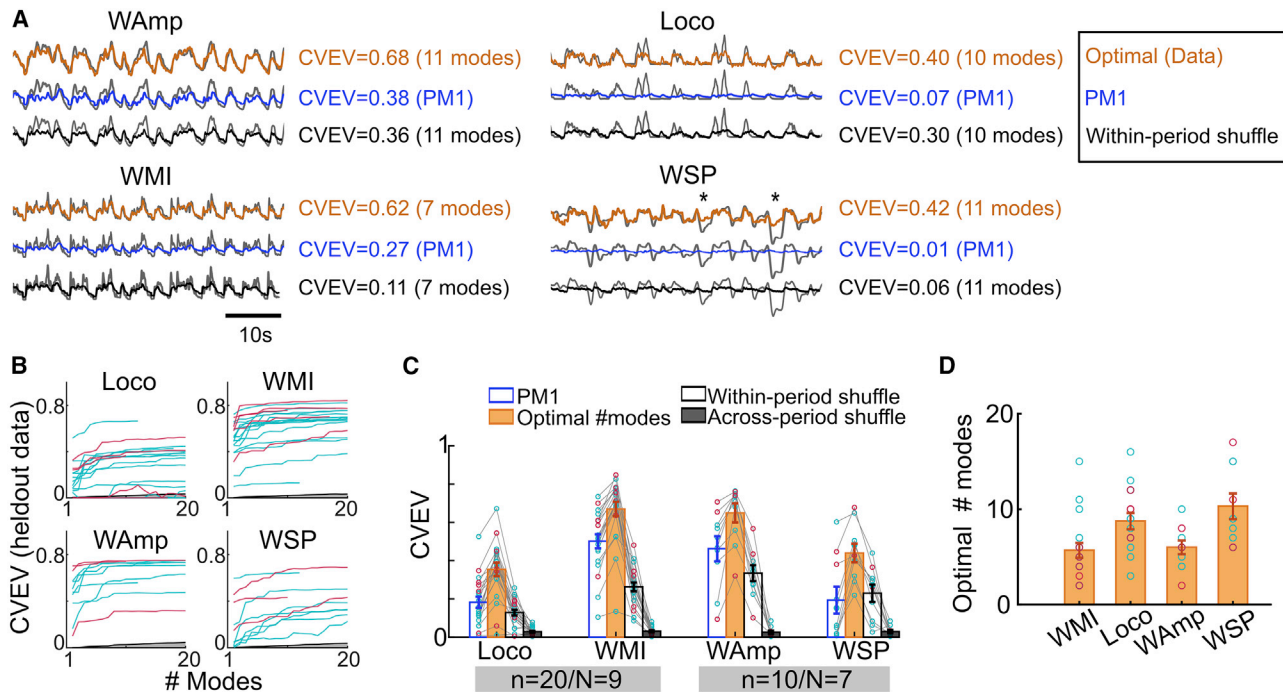 A
WAmp
CVEV=0.68 (11 modes)
CVEV=0.38 (PM1)
CVEV=0.36 (11 modes)
Loco
CVEV=0.40 (10 modes)
CVEV=0.07 (PM1)
CVEV=0.30 (10 modes)
Optimal (Data)
PM1
Within-period shuffle
WMI
CVEV=0.62 (7 modes)
CVEV=0.27 (PM1)
CVEV=0.11 (7 modes)
10s
WSP
* *
CVEV=0.42 (11 modes)
CVEV=0.01 (PM1)
CVEV=0.06 (11 modes)
B
CVEV (heldout data)
Loco
0.8
0
1 20
WMI
0.8
0
1 20
WAmp
0.8
0
1 20
WSP
0.8
0
1 20
# Modes
C
PM1
Optimal #modes
Within-period shuffle
Across-period shuffle
CVEV
1
0
Loco WMI WAmp WSP
n=20/N=9 n=10/N=7
D
Optimal # modes
20
10
0
WMI Loco WAmp WSP